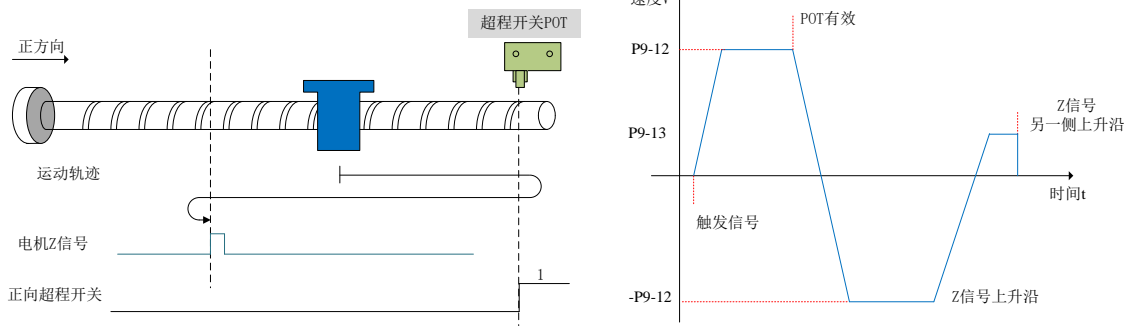 超程开关POT
正方向
运动轨迹
电机Z信号
正向超程开关
1
速度V
POT有效
P9-12
P9-13
Z信号
另一侧上升沿
时间t
触发信号
-P9-12
Z信号上升沿